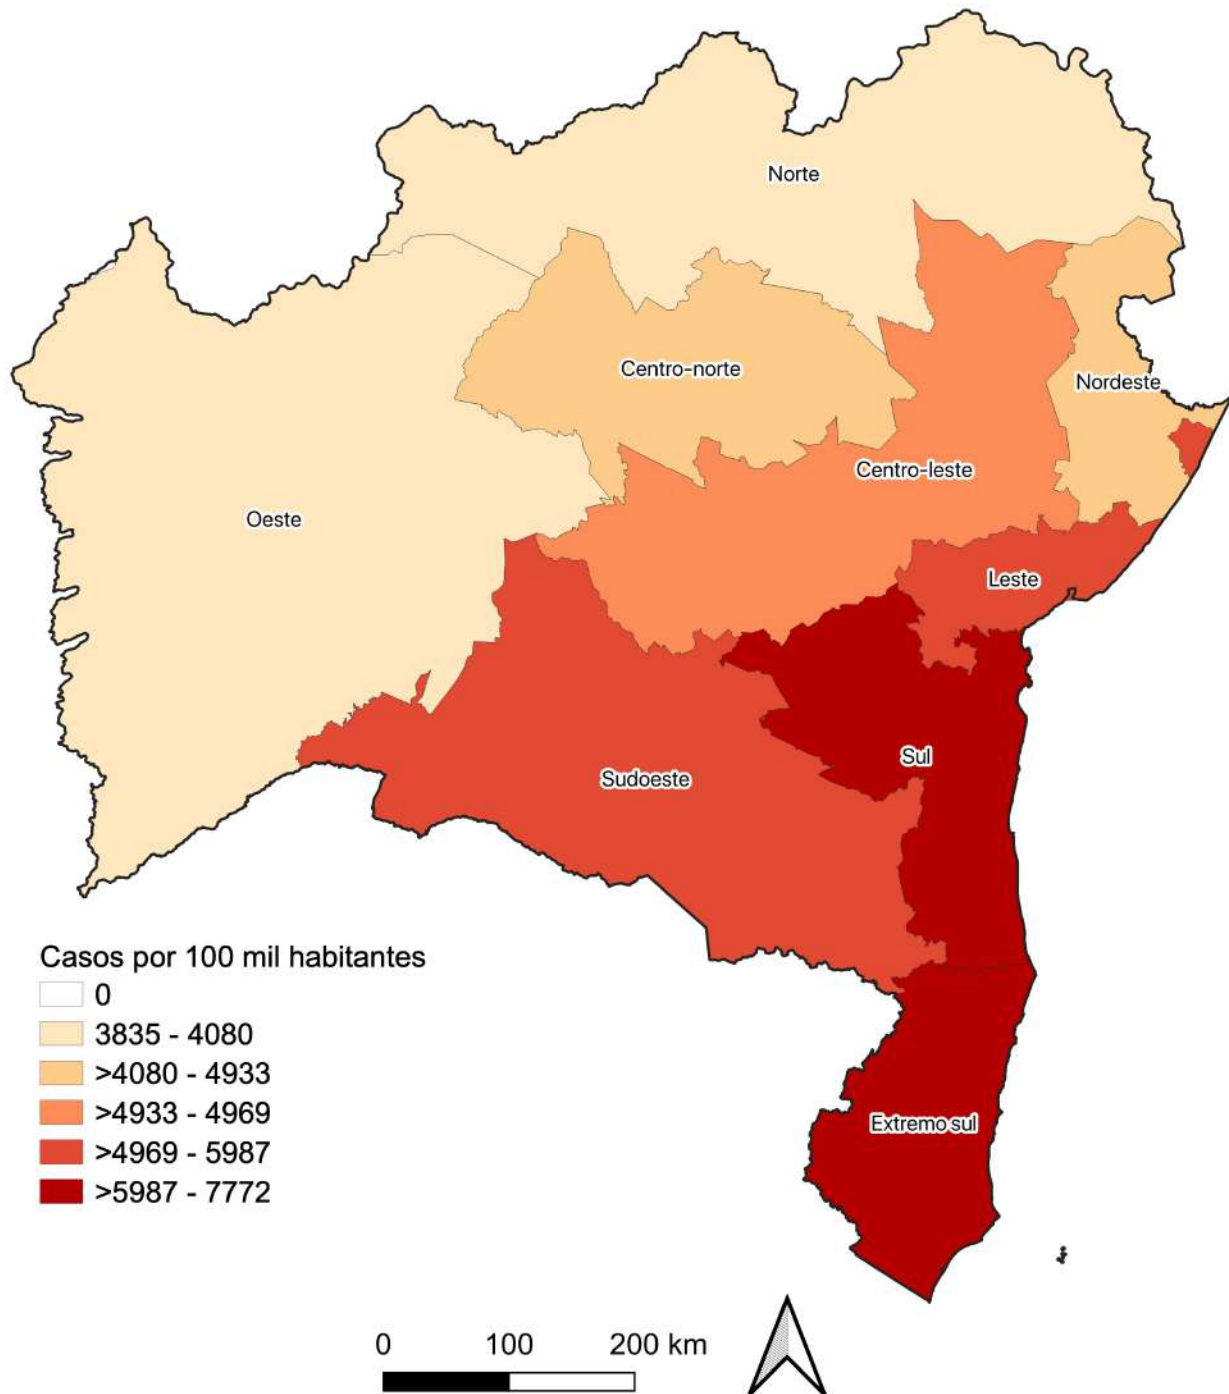 Norte
Centro-norte
Nordeste
Centro-leste
Oeste
Leste
Sul
Sudoeste
Casos por 100 mil habitantes
0
3835 - 4080
>4080 - 4933
>4933 - 4969
>4969 - 5987
>5987 - 7772
Extremo sul
0 100 200 km